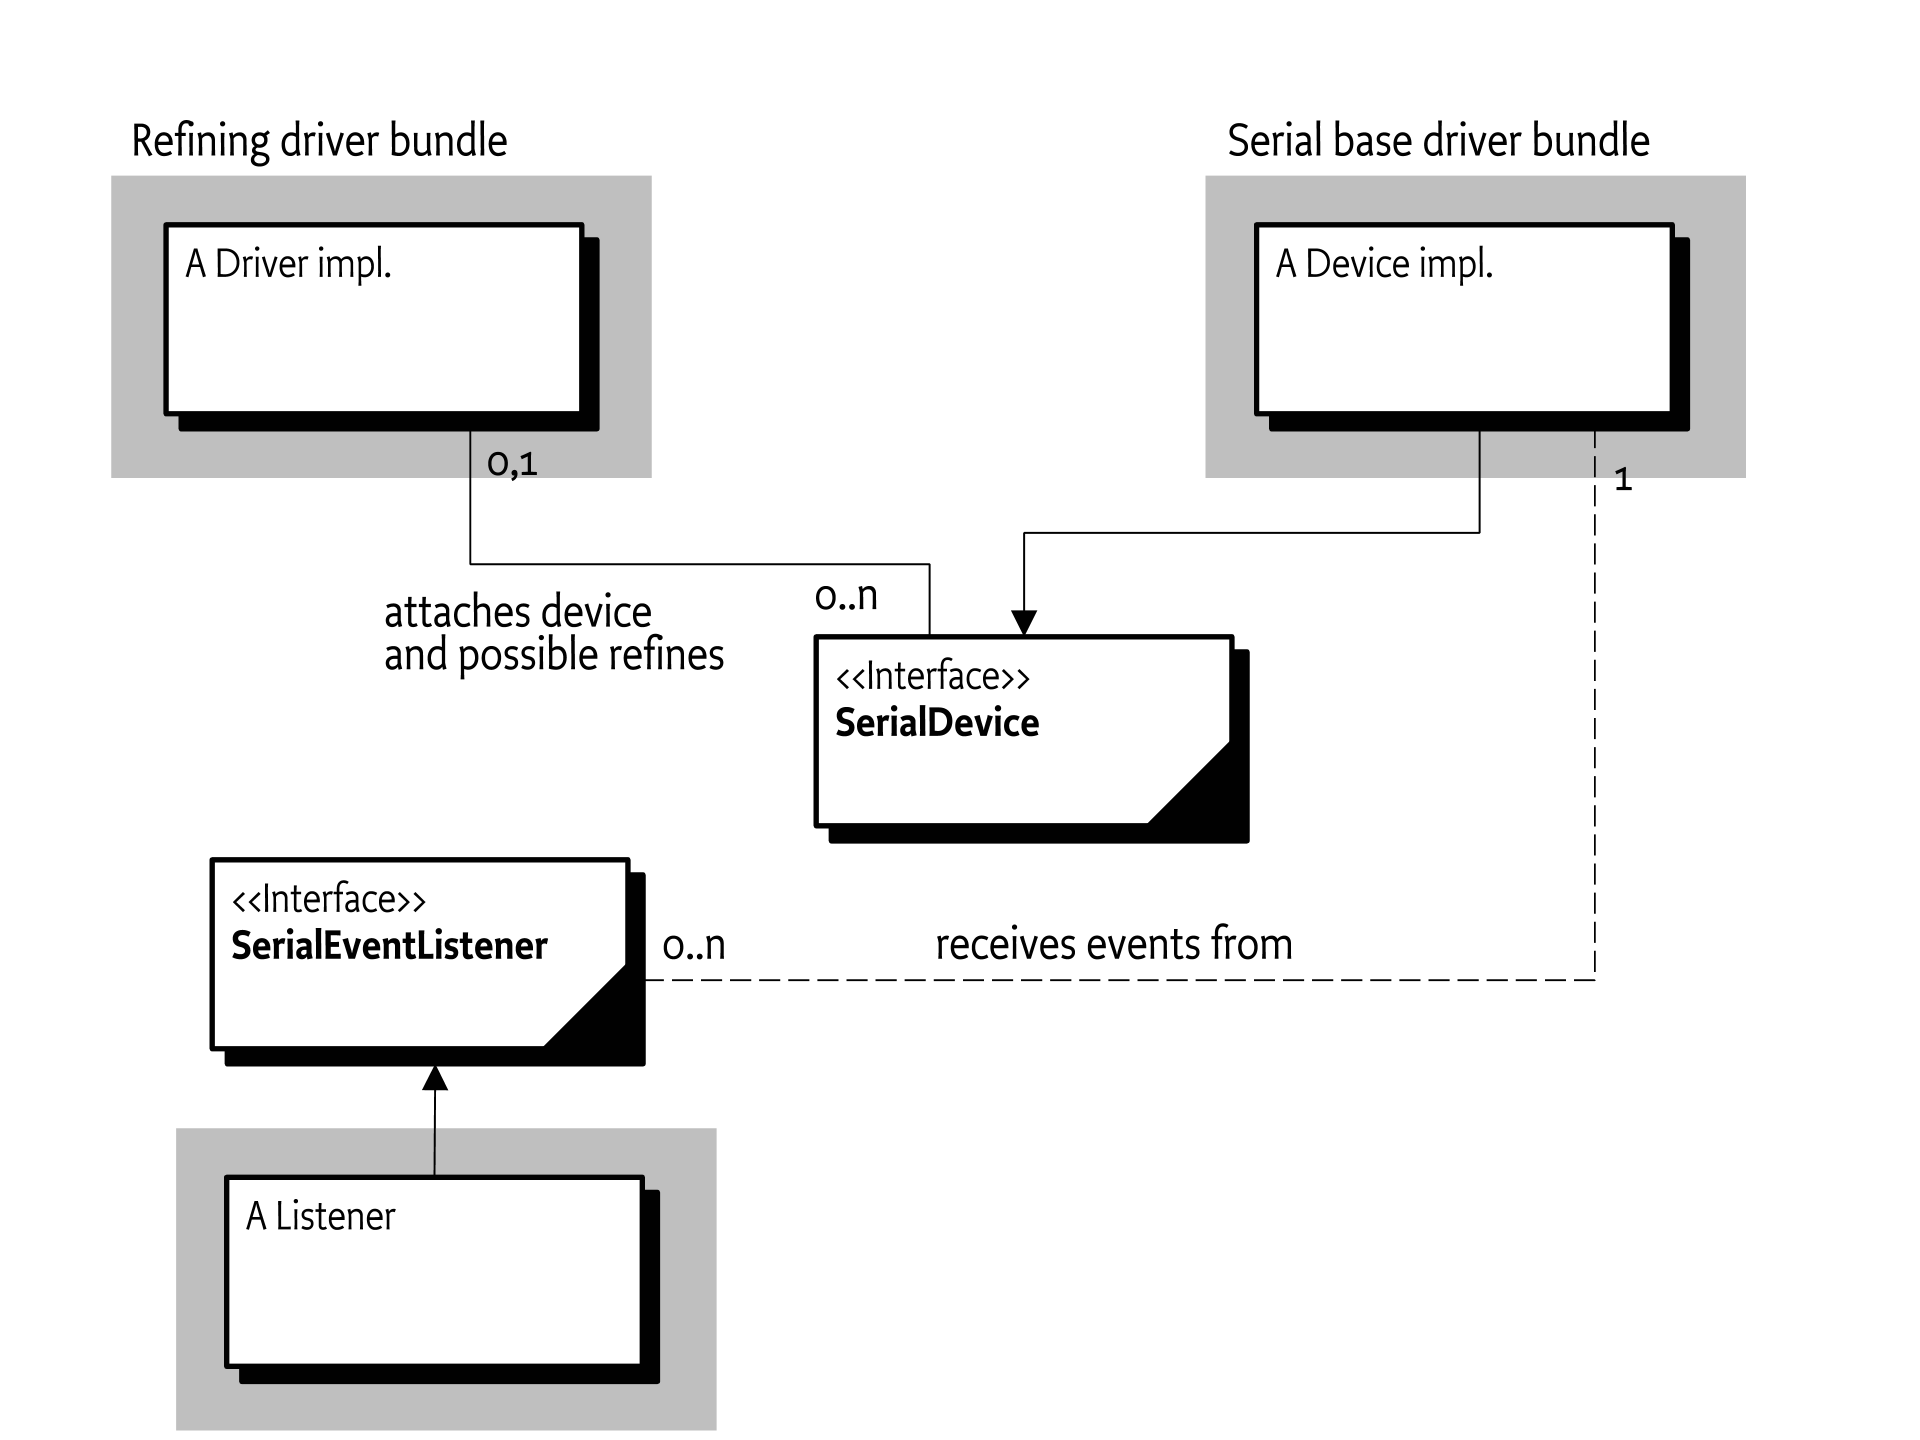 Refining driver bundle
Serial base driver bundle
A Driver impl.
A Device impl.
0,1
1
attaches device
and possible refines
0..n
<<Interface>>
SerialDevice
<<Interface>>
SerialEventListener
0..n
receives events from
A Listener